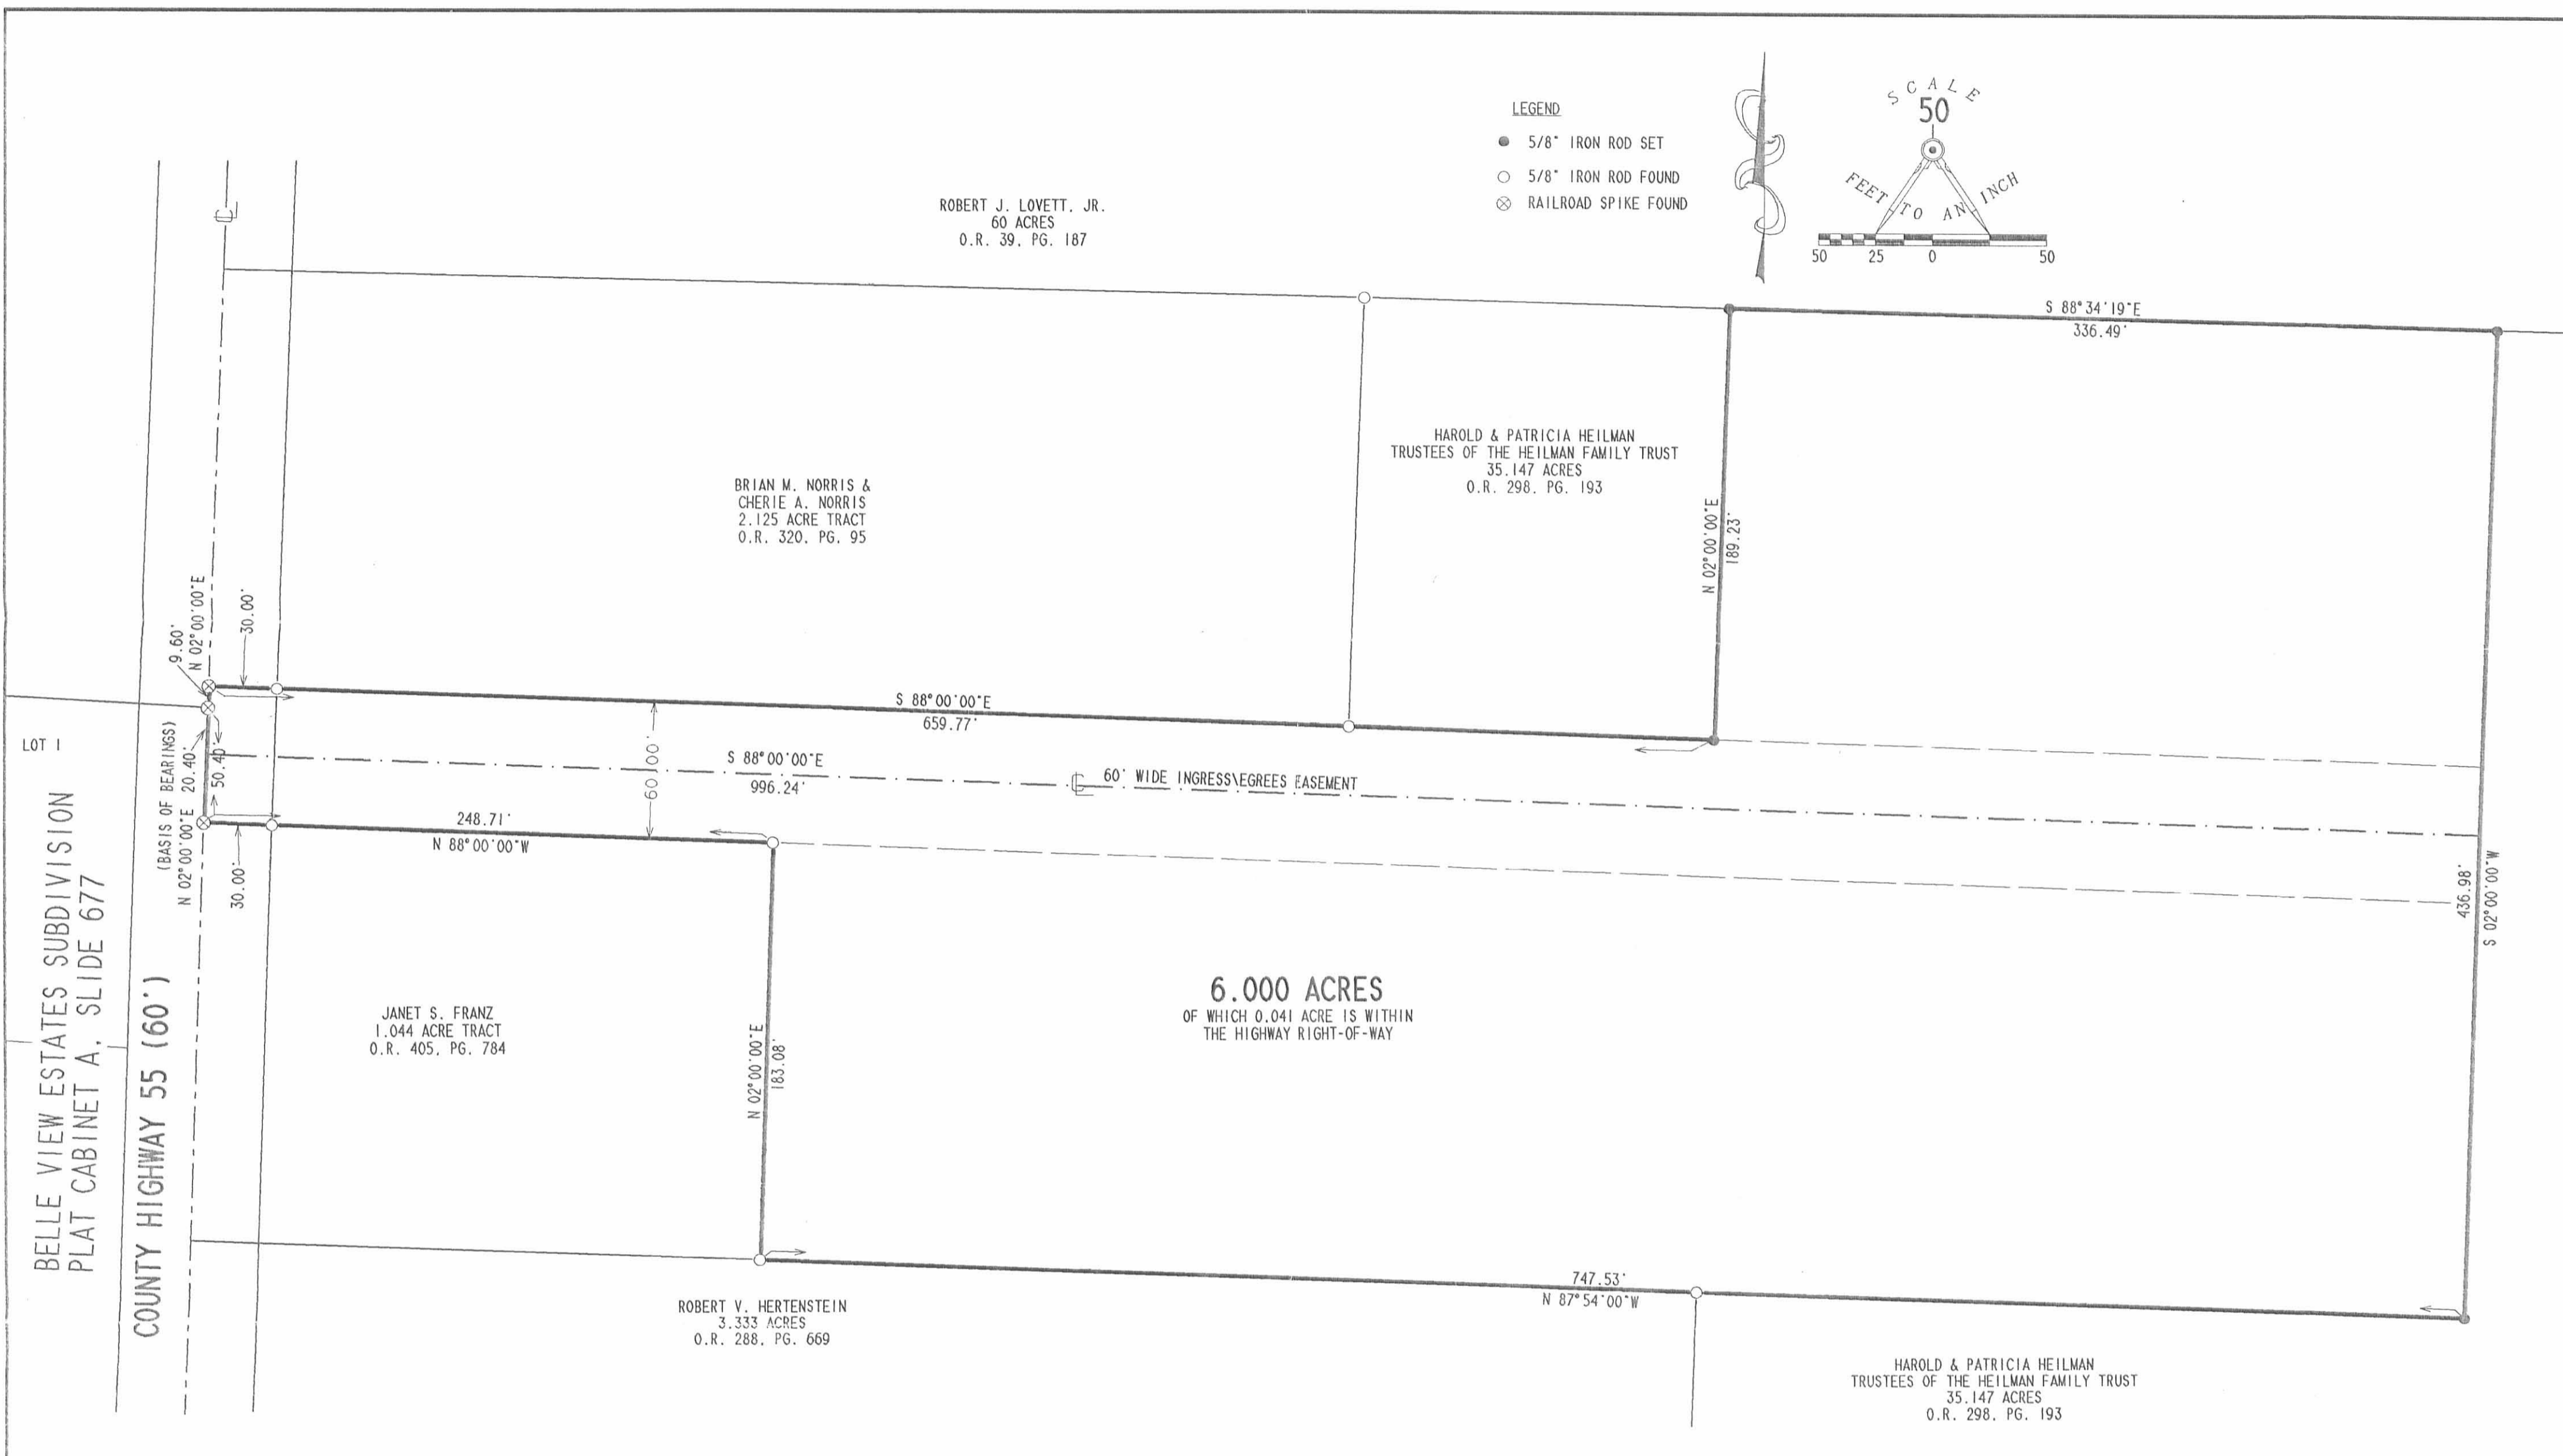 SCALE
50
FEET TO AN INCH
50 25 0 50
LEGEND
5/8" IRON ROD SET
5/8" IRON ROD FOUND
RAILROAD SPIKE FOUND
ROBERT J. LOVETT, JR.
60 ACRES
O.R. 39, PG. 187
S 88°34'19"E
336.49'
HAROLD & PATRICIA HEILMAN
TRUSTEES OF THE HEILMAN FAMILY TRUST
35.147 ACRES
O.R. 298, PG. 193
N 02°00'00"E
189.23'
BRIAN M. NORRIS &
CHERIE A. NORRIS
2.125 ACRE TRACT
O.R. 320, PG. 95
9.60'
N 02°00'00"E
30.00'
S 88°00'00"E
659.77'
LOT 1
(BASIS OF BEARINGS)
N 02°00'00"E 20.40'
50.40'
60.00'
S 88°00'00"E
996.24'
CL
60' WIDE INGRESS\EGREES EASEMENT
248.71'
N 88°00'00"W
30.00'
436.98'
S 02°00'00"W
BELLE VIEW ESTATES SUBDIVISION
PLAT CABINET A, SLIDE 677
COUNTY HIGHWAY 55 (60')
JANET S. FRANZ
1.044 ACRE TRACT
O.R. 405, PG. 784
N 02°00'00"E
183.08'
6.000 ACRES
OF WHICH 0.041 ACRE IS WITHIN
THE HIGHWAY RIGHT-OF-WAY
747.53'
N 87°54'00"W
ROBERT V. HERTENSTEIN
3.333 ACRES
O.R. 288, PG. 669
HAROLD & PATRICIA HEILMAN
TRUSTEES OF THE HEILMAN FAMILY TRUST
35.147 ACRES
O.R. 298, PG. 193